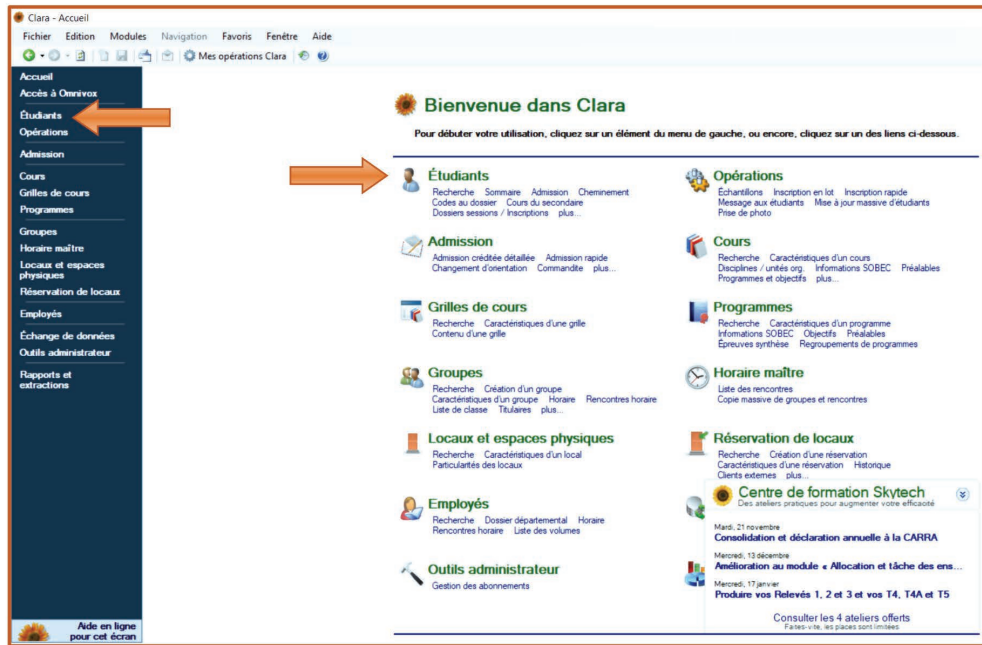 Clara - Accueil
Fichier Edition Modules Navigation Favoris Fenêtre Aide
Mes opérations Clara
Accueil
Accès à Omnivox
Étudiants
Opérations
Admission
Cours
Grilles de cours
Programmes
Groupes
Horaire maître
Locaux et espaces
physiques
Réservation de locaux
Employés
Échange de données
Outils administrateur
Rapports et
extractions
Aide en ligne
pour cet écran
Bienvenue dans Clara
Pour débuter votre utilisation, cliquez sur un élément du menu de gauche, ou encore, cliquez sur un des liens ci-dessous.
Étudiants
Recherche Sommaire Admission Cheminement
Codes au dossier Cours du secondaire
Dossiers sessions / Inscriptions plus...
Opérations
Échantillons Inscription en lot Inscription rapide
Message aux étudiants Mise à jour massive d'étudiants
Prise de photo
Admission
Admission créditée détaillée Admission rapide
Changement d'orientation Commandite plus...
Cours
Recherche Caractéristiques d'un cours
Disciplines / unités org. Informations SOBEC Préalables
Programmes et objectifs plus...
Grilles de cours
Recherche Caractéristiques d'une grille
Contenu d'une grille
Programmes
Recherche Caractéristiques d'un programme
Informations SOBEC Objectifs Préalables
Épreuves synthèse Regroupements de programmes
Groupes
Recherche Création d'un groupe
Caractéristiques d'un groupe Horaire Rencontres horaire
Liste de classe Titulaires plus...
Horaire maître
Liste des rencontres
Copie massive de groupes et rencontres
Locaux et espaces physiques
Recherche Caractéristiques d'un local
Particularités des locaux
Réservation de locaux
Recherche Création d'une réservation
Caractéristiques d'une réservation Historique
Clients externes plus...
Employés
Recherche Dossier départemental Horaire
Rencontres horaire Liste des volumes
Outils administrateur
Gestion des abonnements
Centre de formation Skytech
Des ateliers pratiques pour augmenter votre efficacité
Mardi, 21 novembre
Consolidation et déclaration annuelle à la CARRA
Mercredi, 13 décembre
Amélioration au module « Allocation et tâche des ens...
Mercredi, 17 janvier
Produire vos Relevés 1, 2 et 3 et vos T4, T4A et T5
Consulter les 4 ateliers offerts
Faites-vite, les places sont limitées